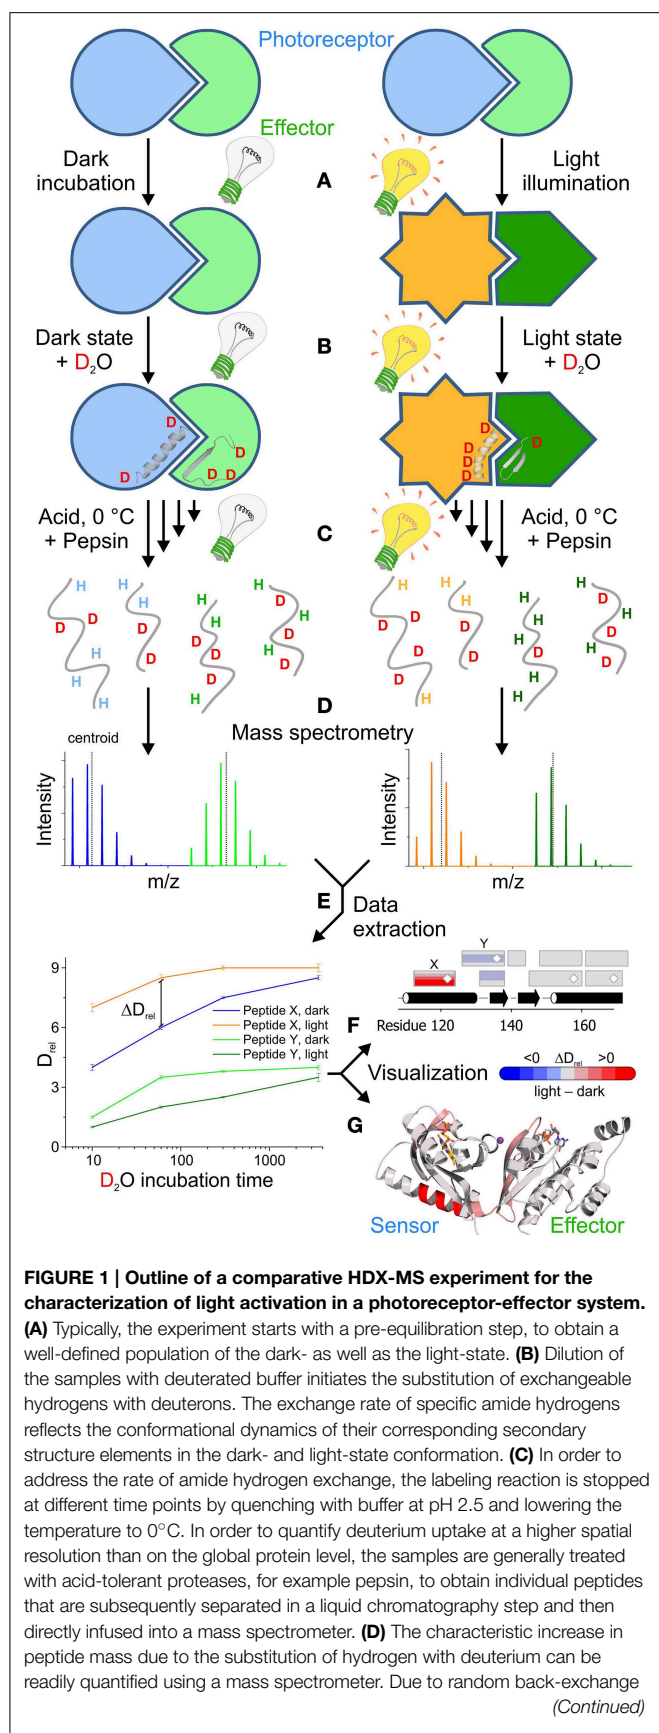 Photoreceptor
Effector
Dark
incubation
A
Light
illumination
Dark state
+ D2O
B
Light state
+ D2O
D
D
D
D
D
D
D
D
D
D
Acid, 0 °C
+ Pepsin
C
Acid, 0 °C
+ Pepsin
H
D
D
H
H
H
H
H
D
D
H
H
D
D
D
H
D
H
D
H
D
H
D
D
D
H
H
D
D
H
H
D
H
H
D
H
H
D
D
Mass spectrometry
centroid
Intensity
m/z
Intensity
m/z
E
Data
extraction
9
6
3
0
Drel
ΔDrel
Peptide X, dark
Peptide X, light
Peptide Y, dark
Peptide Y, light
10
100
1000
D2O incubation time
Y
X
F
Residue 120
140
160
Visualization
<0 ΔDrel >0
light – dark
G
Sensor
Effector
FIGURE 1 | Outline of a comparative HDX-MS experiment for the
characterization of light activation in a photoreceptor-effector system.
(A) Typically, the experiment starts with a pre-equilibration step, to obtain a
well-defined population of the dark- as well as the light-state. (B) Dilution of
the samples with deuterated buffer initiates the substitution of exchangeable
hydrogens with deuterons. The exchange rate of specific amide hydrogens
reflects the conformational dynamics of their corresponding secondary
structure elements in the dark- and light-state conformation. (C) In order to
address the rate of amide hydrogen exchange, the labeling reaction is stopped
at different time points by quenching with buffer at pH 2.5 and lowering the
temperature to 0°C. In order to quantify deuterium uptake at a higher spatial
resolution than on the global protein level, the samples are generally treated
with acid-tolerant proteases, for example pepsin, to obtain individual peptides
that are subsequently separated in a liquid chromatography step and then
directly infused into a mass spectrometer. (D) The characteristic increase in
peptide mass due to the substitution of hydrogen with deuterium can be
readily quantified using a mass spectrometer. Due to random back-exchange
(Continued)